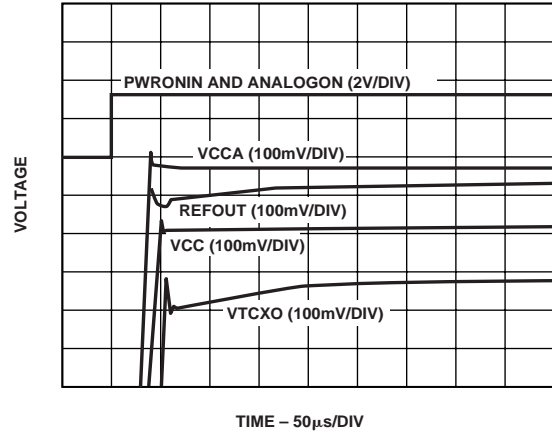 PWRONIN AND ANALOGON (2V/DIV)
VCCA (100mV/DIV)
REFOUT (100mV/DIV)
VCC (100mV/DIV)
VTCXO (100mV/DIV)
VOLTAGE
TIME – 50µs/DIV